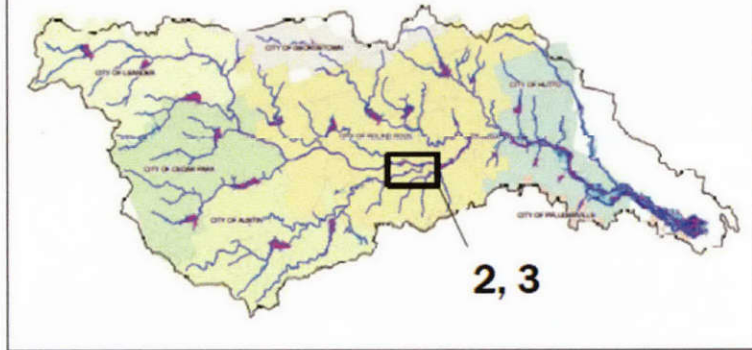 CITY OF GEORGETOWN
CITY OF LEANDER
CITY OF HUTTO
CITY OF ROUND ROCK
CITY OF CEDAR PARK
CITY OF AUSTIN
CITY OF PFLUGERVILLE
2, 3